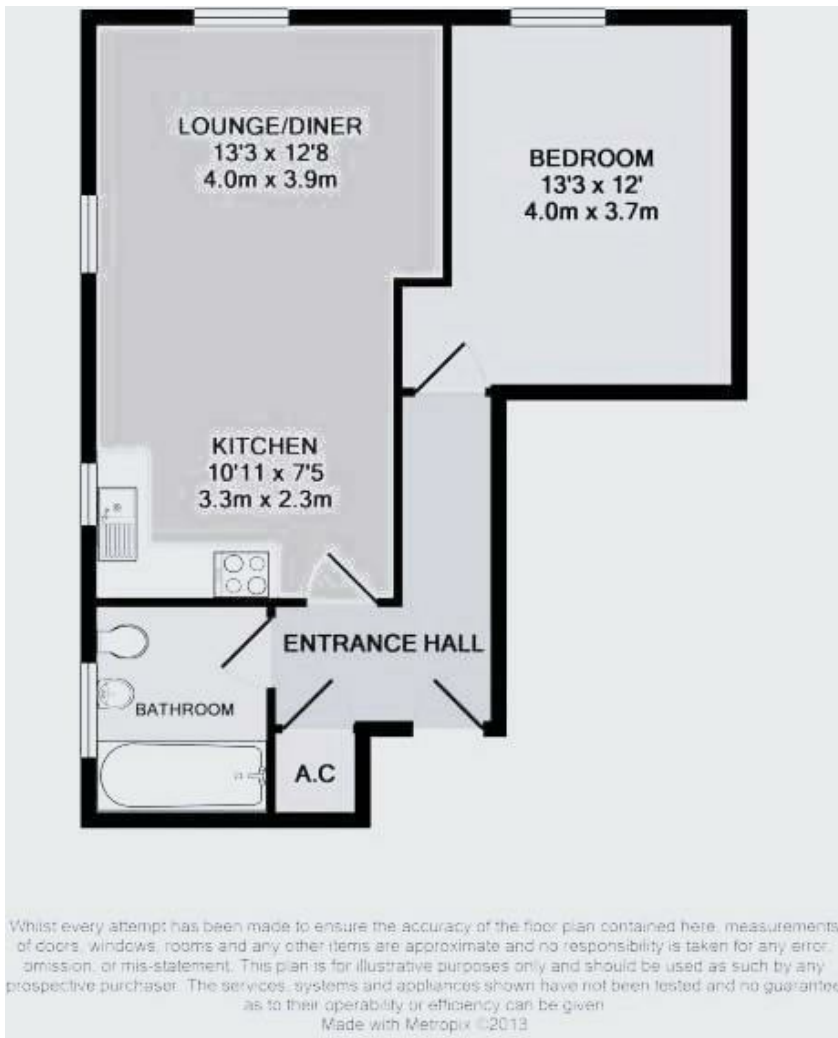 LOUNGE/DINER
13'3 x 12'8
4.0m x 3.9m
BEDROOM
13'3 x 12'
4.0m x 3.7m
KITCHEN
10'11 x 7'5
3.3m x 2.3m
ENTRANCE HALL
BATHROOM
A.C
Whilst every attempt has been made to ensure the accuracy of the floor plan contained here, measurements
of doors, windows, rooms and any other items are approximate and no responsibility is taken for any error,
omission, or mis-statement. This plan is for illustrative purposes only and should be used as such by any
prospective purchaser. The services, systems and appliances shown have not been tested and no guarantee
as to their operability or efficiency can be given
Made with Metropix ©2013